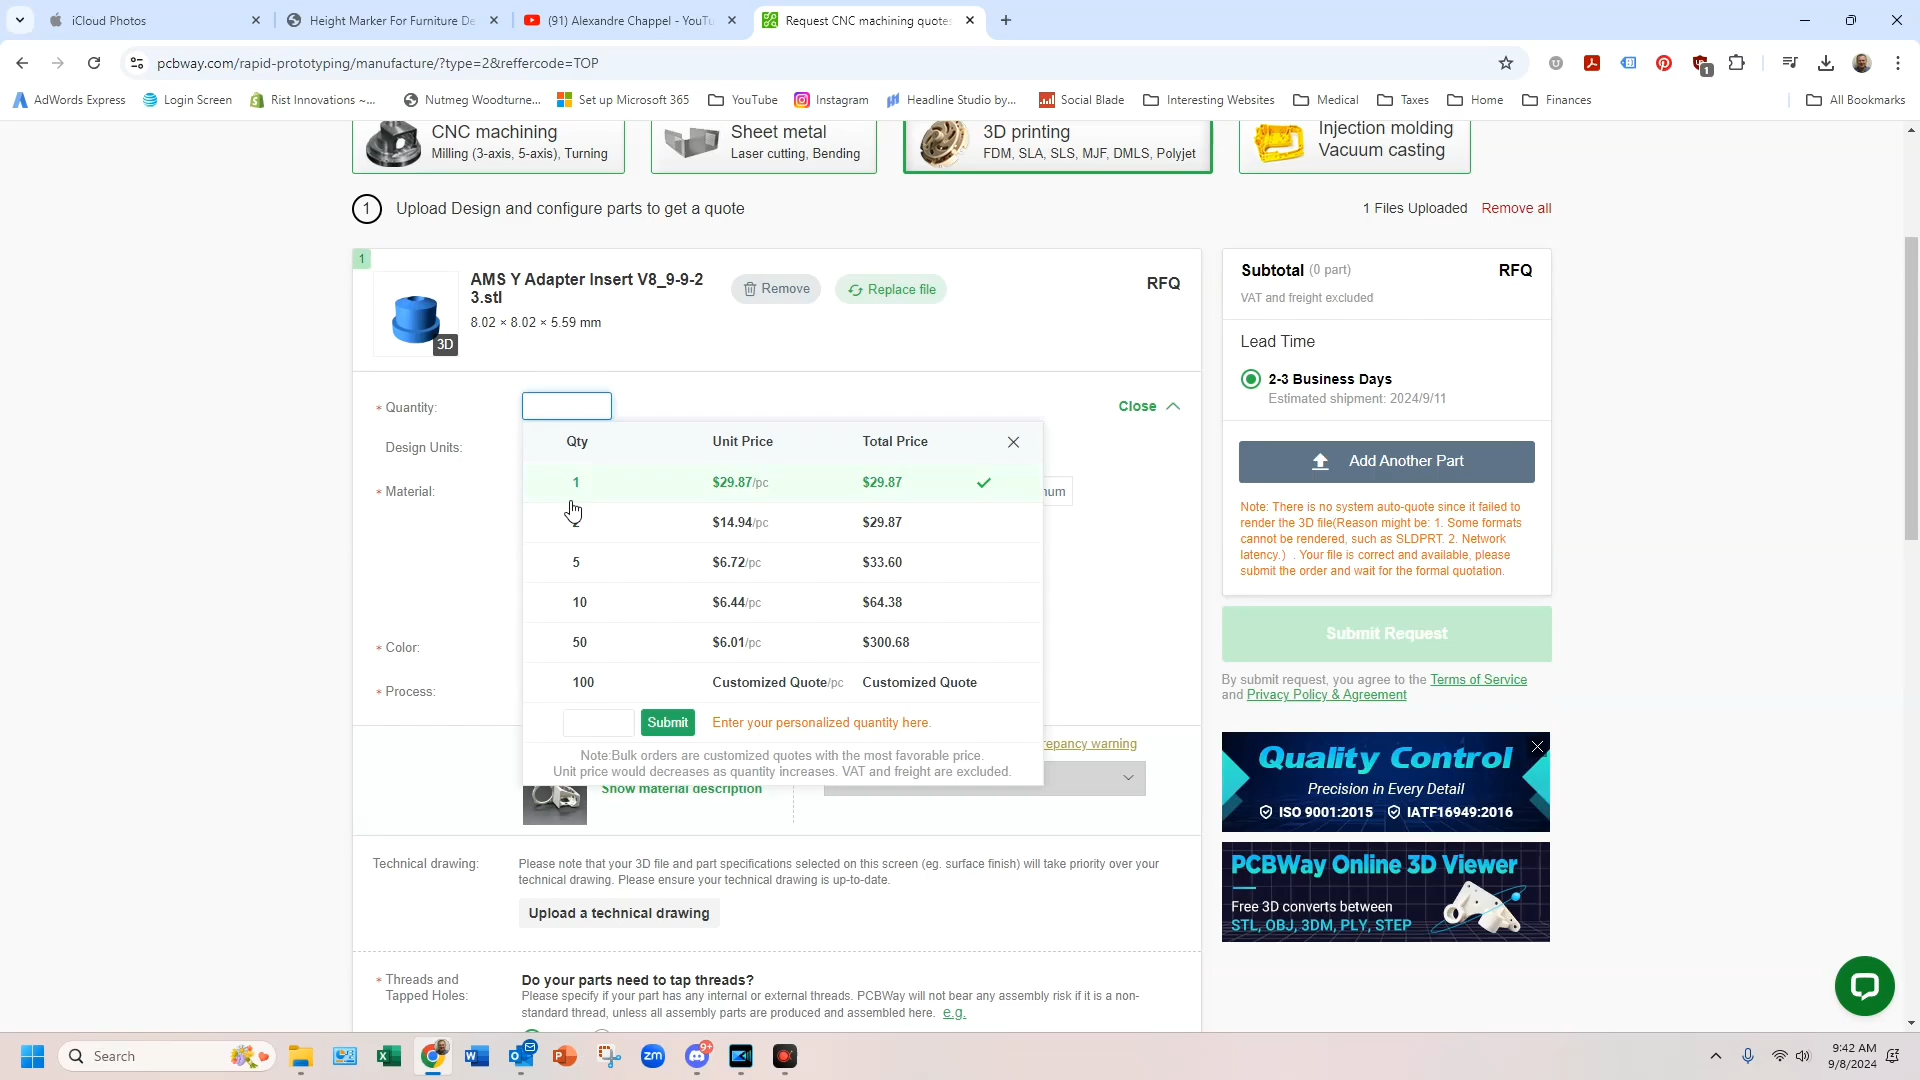 iCloud Photos
Height Marker For Furniture De
(91) Alexandre Chappel - YouTu
Request CNC machining quotes
pcbway.com/rapid-prototyping/manufacture/?type=2&reffercode=TOP
1
AdWords Express
Login Screen
Rist Innovations ~...
Nutmeg Woodturne...
Set up Microsoft 365
YouTube
Instagram
Headline Studio by...
Social Blade
Interesting Websites
Medical
Taxes
Home
Finances
All Bookmarks
CNC machining
Milling (3-axis, 5-axis), Turning
Sheet metal
Laser cutting, Bending
3D printing
FDM, SLA, SLS, MJF, DMLS, Polyjet
Injection molding
Vacuum casting
1 Upload Design and configure parts to get a quote
1 Files Uploaded Remove all
1
AMS Y Adapter Insert V8_9-9-2
3.stl
8.02 × 8.02 × 5.59 mm
3D
Remove
Replace file
RFQ
* Quantity:
Close
Design Units:
* Material:
num
* Color:
* Process:
Qty Unit Price Total Price
1 $29.87/pc $29.87
2 $14.94/pc $29.87
5 $6.72/pc $33.60
10 $6.44/pc $64.38
50 $6.01/pc $300.68
100 Customized Quote/pc Customized Quote
Submit Enter your personalized quantity here.
Note:Bulk orders are customized quotes with the most favorable price.
Unit price would decreases as quantity increases. VAT and freight are excluded.
repancy warning
Show material description
Technical drawing:
Please note that your 3D file and part specifications selected on this screen (eg. surface finish) will take priority over your
technical drawing. Please ensure your technical drawing is up-to-date.
Upload a technical drawing
* Threads and
Tapped Holes:
Do your parts need to tap threads?
Please specify if your part has any internal or external threads. PCBWay will not bear any assembly risk if it is a non-
standard thread, unless all assembly parts are produced and assembled here. e.g.
Subtotal (0 part) RFQ
VAT and freight excluded
Lead Time
2-3 Business Days
Estimated shipment: 2024/9/11
Add Another Part
Note: There is no system auto-quote since it failed to
render the 3D file(Reason might be: 1. Some formats
cannot be rendered, such as SLDPRT. 2. Network
latency.) . Your file is correct and available, please
submit the order and wait for the formal quotation.
Submit Request
By submit request, you agree to the Terms of Service
and Privacy Policy & Agreement
Quality Control
Precision in Every Detail
ISO 9001:2015 IATF16949:2016
PCBWay Online 3D Viewer
Free 3D converts between
STL, OBJ, 3DM, PLY, STEP
Search
zm
9+
9:42 AM
9/8/2024